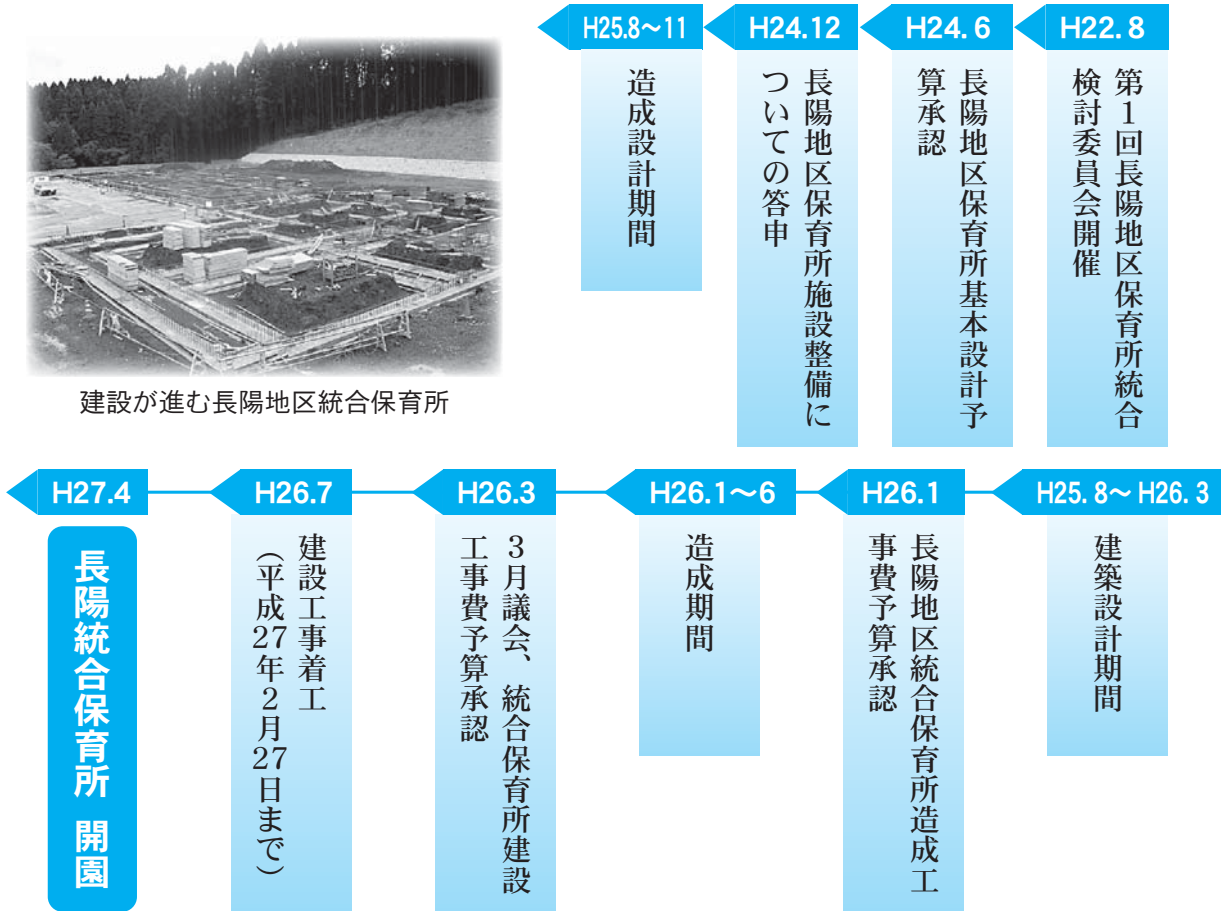 H22.8
第1回長陽地区保育所統合
検討委員会開催
H24.6
長陽地区保育所基本設計予
算承認
H24.12
長陽地区保育所施設整備に
ついての答申
H25.8～11
造成設計期間
建設が進む長陽地区統合保育所
H25.8～H26.3
建築設計期間
H26.1
長陽地区統合保育所造成工
事費予算承認
H26.1～6
造成期間
H26.3
3月議会、統合保育所建設
工事費予算承認
H26.7
建設工事着工
（平成27年2月27日まで）
H27.4
長陽統合保育所 開園